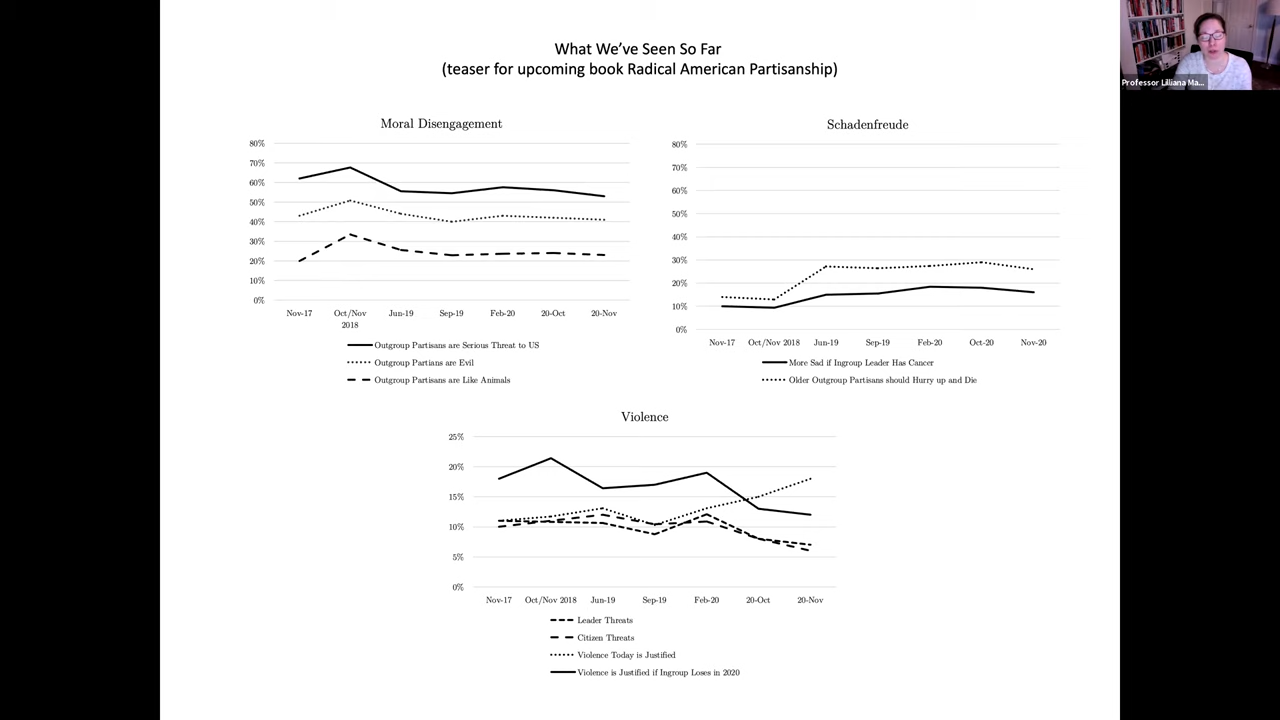 What We've Seen So Far
(teaser for upcoming book Radical American Partisanship)
Professor Lilliana Ma...
Moral Disengagement
80%
70%
60%
50%
40%
30%
20%
10%
0%
Nov-17 Oct/Nov 2018 Jun-19 Sep-19 Feb-20 20-Oct 20-Nov
Outgroup Partisans are Serious Threat to US
Outgroup Partians are Evil
Outgroup Partisans are Like Animals
Schadenfreude
80%
70%
60%
50%
40%
30%
20%
10%
0%
Nov-17 Oct/Nov 2018 Jun-19 Sep-19 Feb-20 Oct-20 Nov-20
More Sad if Ingroup Leader Has Cancer
Older Outgroup Partisans should Hurry up and Die
Violence
25%
20%
15%
10%
5%
0%
Nov-17 Oct/Nov 2018 Jun-19 Sep-19 Feb-20 20-Oct 20-Nov
Leader Threats
Citizen Threats
Violence Today is Justified
Violence is Justified if Ingroup Loses in 2020